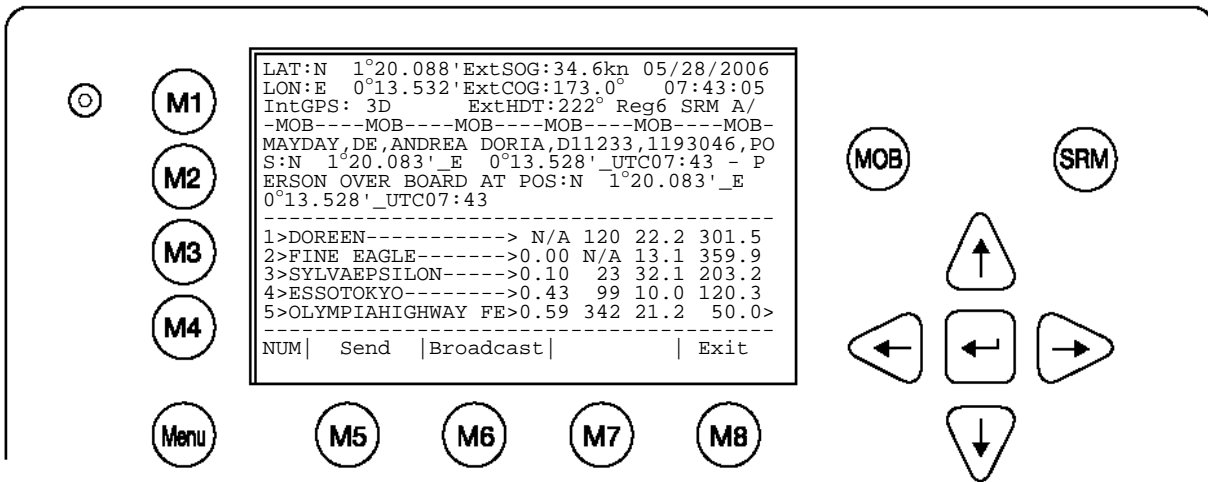 LAT:N  1°20.088'ExtSOG:34.6kn 05/28/2006
LON:E  0°13.532'ExtCOG:173.0°   07:43:05
IntGPS: 3D     ExtHDT:222° Reg6 SRM A/
-MOB----MOB----MOB----MOB----MOB----MOB-
MAYDAY,DE,ANDREA DORIA,D11233,1193046,PO
S:N  1°20.083'_E  0°13.528'_UTC07:43 - P
ERSON OVER BOARD AT POS:N  1°20.083'_E
0°13.528'_UTC07:43
----------------------------------------
1>DOREEN-----------> N/A 120 22.2 301.5
2>FINE EAGLE------->0.00 N/A 13.1 359.9
3>SYLVAEPSILON----->0.10  23 32.1 203.2
4>ESSOTOKYO-------->0.43  99 10.0 120.3
5>OLYMPIAHIGHWAY FE>0.59 342 21.2  50.0>
----------------------------------------
NUM|  Send  |Broadcast|         | Exit
M1
M2
M3
M4
MOB
SRM
Menu
M5
M6
M7
M8